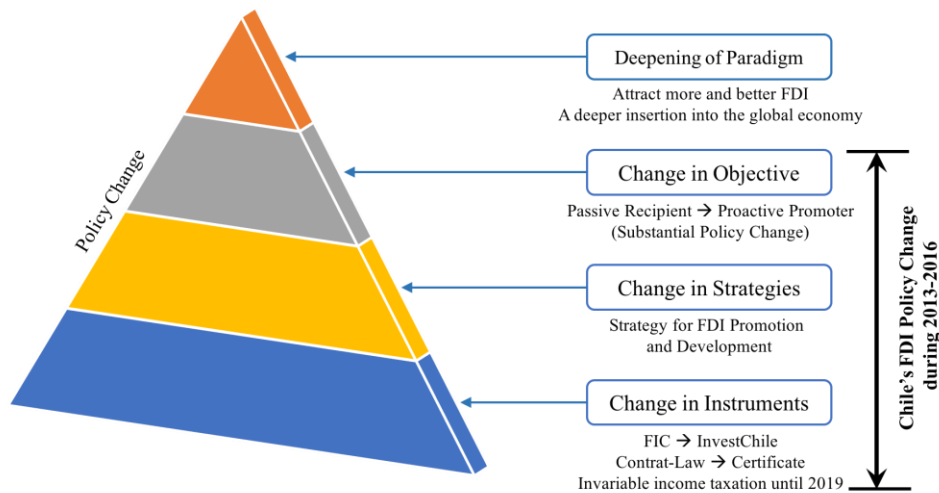 Policy Change
Deepening of Paradigm
Attract more and better FDI
A deeper insertion into the global economy
Change in Objective
Passive Recipient → Proactive Promoter
(Substantial Policy Change)
Change in Strategies
Strategy for FDI Promotion
and Development
Change in Instruments
FIC → InvestChile
Contrat-Law → Certificate
Invariable income taxation until 2019
Chile's FDI Policy Change
during 2013-2016